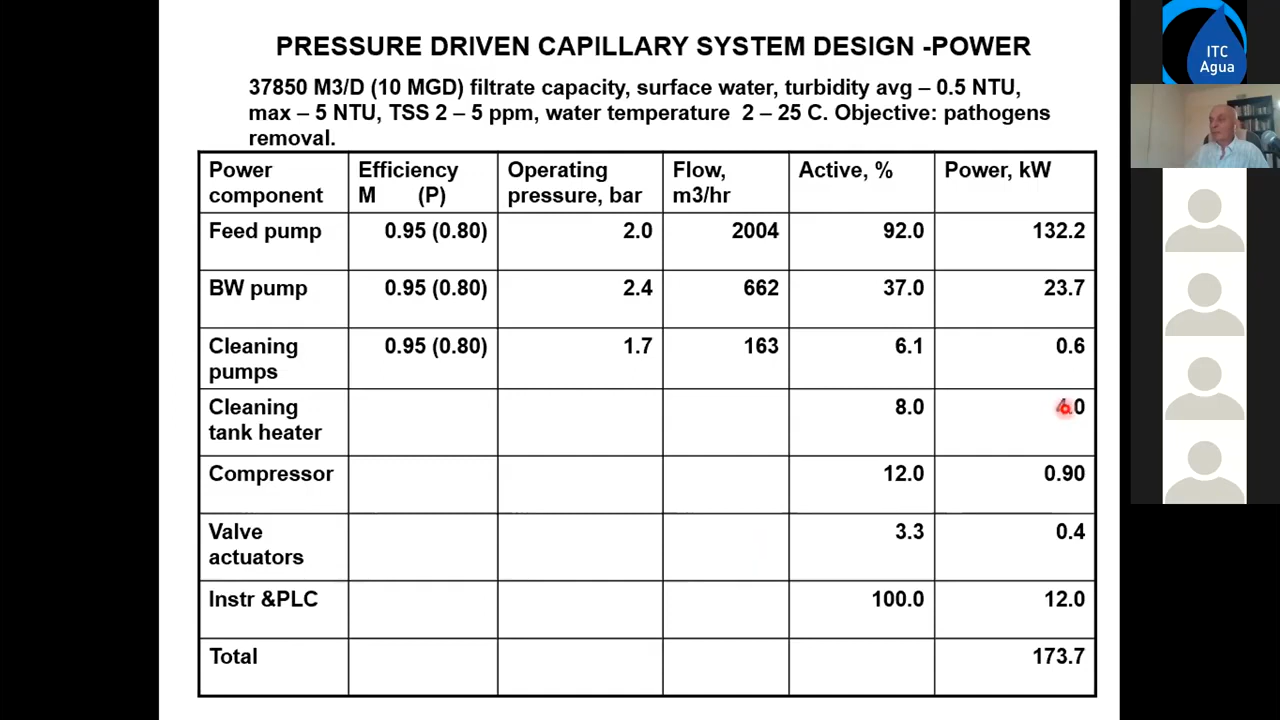 PRESSURE DRIVEN CAPILLARY SYSTEM DESIGN -POWER
37850 M3/D (10 MGD) filtrate capacity, surface water, turbidity avg – 0.5 NTU,
max – 5 NTU, TSS 2 – 5 ppm, water temperature 2 – 25 C. Objective: pathogens
removal.
Power component Efficiency M (P) Operating pressure, bar Flow, m3/hr Active, % Power, kW
Feed pump 0.95 (0.80) 2.0 2004 92.0 132.2
BW pump 0.95 (0.80) 2.4 662 37.0 23.7
Cleaning pumps 0.95 (0.80) 1.7 163 6.1 0.6
Cleaning tank heater 8.0
Compressor 12.0 0.90
Valve actuators 3.3 0.4
Instr &PLC 100.0 12.0
Total 173.7
ITC
Agua